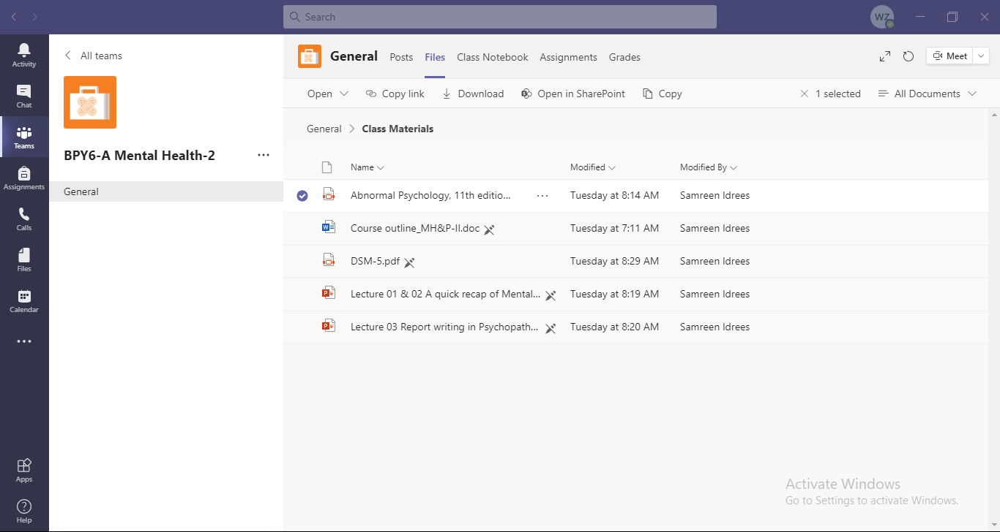 Search
WZ
Activity
Chat
Teams
Assignments
Calls
Files
Calendar
Apps
Help
All teams
BPY6-A Mental Health-2
General
General Posts Files Class Notebook Assignments Grades
Meet
Open Copy link Download Open in SharePoint Copy 1 selected All Documents
General > Class Materials
Name Modified Modified By
Abnormal Psychology, 11th editio... Tuesday at 8:14 AM Samreen Idrees
Course outline_MH&P-II.doc Tuesday at 7:11 AM Samreen Idrees
DSM-5.pdf Tuesday at 8:29 AM Samreen Idrees
Lecture 01 & 02 A quick recap of Mental... Tuesday at 8:19 AM Samreen Idrees
Lecture 03 Report writing in Psychopath... Tuesday at 8:20 AM Samreen Idrees
Activate Windows
Go to Settings to activate Windows.